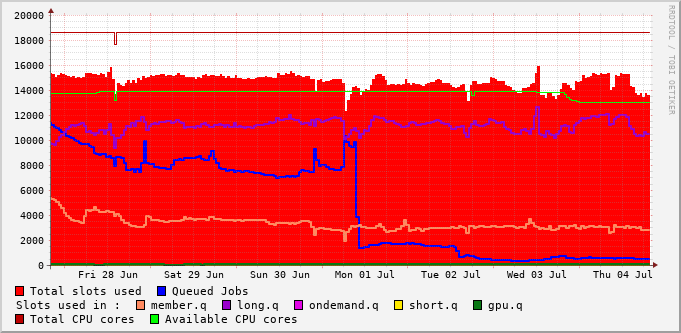 20000
18000
16000
14000
12000
10000
8000
6000
4000
2000
0
Fri 28 Jun Sat 29 Jun Sun 30 Jun Mon 01 Jul Tue 02 Jul Wed 03 Jul Thu 04 Jul
RRDTOOL / TOBI OETIKER
Total slots used Queued Jobs
Slots used in : member.q long.q ondemand.q short.q gpu.q
Total CPU cores Available CPU cores